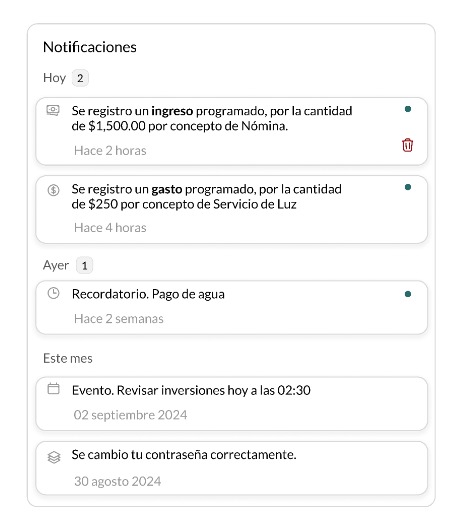 Notificaciones
Hoy 2
Se registro un ingreso programado, por la cantidad
de $1,500.00 por concepto de Nómina.
Hace 2 horas
Se registro un gasto programado, por la cantidad
de $250 por concepto de Servicio de Luz
Hace 4 horas
Ayer 1
Recordatorio. Pago de agua
Hace 2 semanas
Este mes
Evento. Revisar inversiones hoy a las 02:30
02 septiembre 2024
Se cambio tu contraseña correctamente.
30 agosto 2024